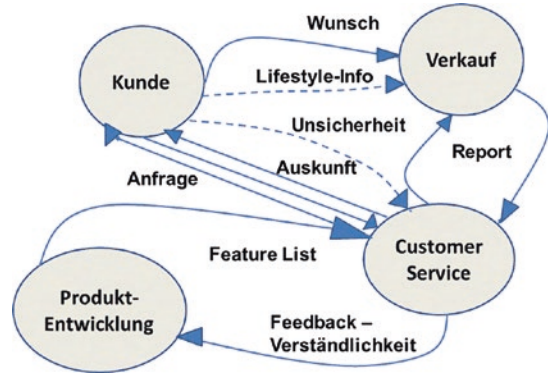 Wunsch
Kunde
Verkauf
Lifestyle-Info
Unsicherheit
Auskunft
Report
Anfrage
Feature List
Customer
Service
Produkt-
Entwicklung
Feedback –
Verständlichkeit